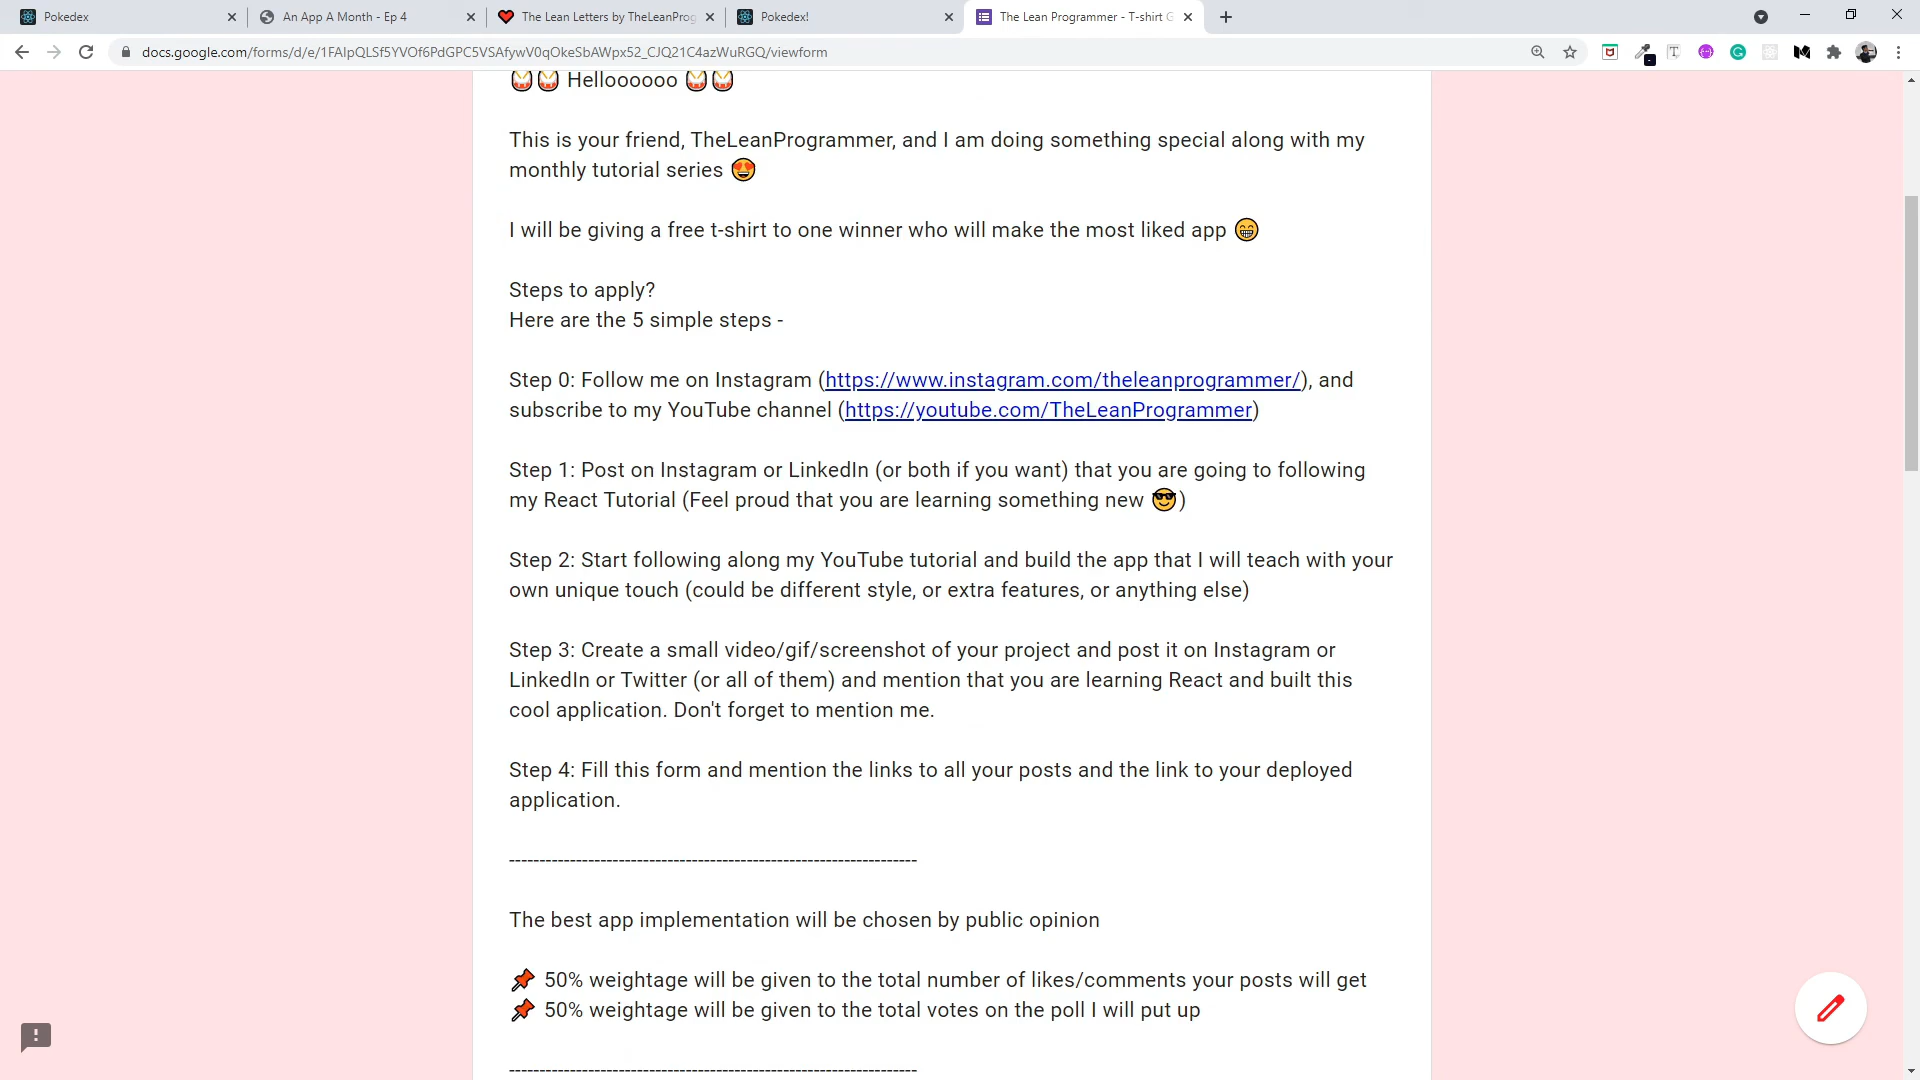 Pokedex
An App A Month - Ep 4
The Lean Letters by TheLeanProg
Pokedex!
The Lean Programmer - T-shirt G
docs.google.com/forms/d/e/1FAIpQLSf5YVOf6PdGPC5VSAfywV0qOkeSbAWpx52_CJQ21C4azWuRGQ/viewform
Helloooooo
This is your friend, TheLeanProgrammer, and I am doing something special along with my
monthly tutorial series 😍
I will be giving a free t-shirt to one winner who will make the most liked app 😁
Steps to apply?
Here are the 5 simple steps -
Step 0: Follow me on Instagram (https://www.instagram.com/theleanprogrammer/), and
subscribe to my YouTube channel (https://youtube.com/TheLeanProgrammer)
Step 1: Post on Instagram or LinkedIn (or both if you want) that you are going to following
my React Tutorial (Feel proud that you are learning something new 😎)
Step 2: Start following along my YouTube tutorial and build the app that I will teach with your
own unique touch (could be different style, or extra features, or anything else)
Step 3: Create a small video/gif/screenshot of your project and post it on Instagram or
LinkedIn or Twitter (or all of them) and mention that you are learning React and built this
cool application. Don't forget to mention me.
Step 4: Fill this form and mention the links to all your posts and the link to your deployed
application.
-------------------------------------------------------------------
The best app implementation will be chosen by public opinion
📌 50% weightage will be given to the total number of likes/comments your posts will get
📌 50% weightage will be given to the total votes on the poll I will put up
-------------------------------------------------------------------